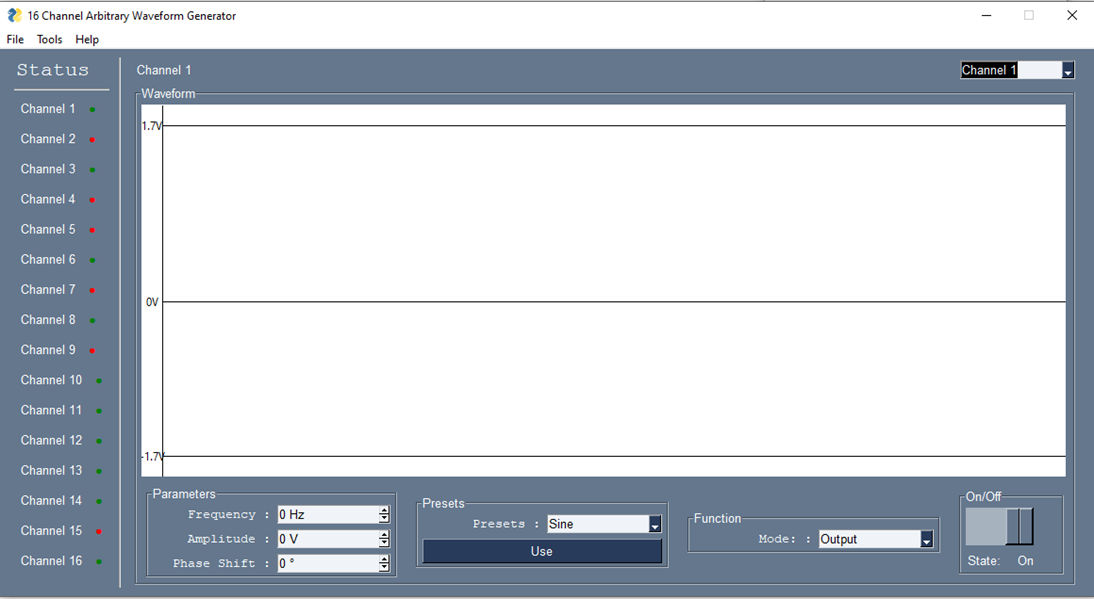 16 Channel Arbitrary Waveform Generator
File Tools Help
Status
Channel 1
Channel 2
Channel 3
Channel 4
Channel 5
Channel 6
Channel 7
Channel 8
Channel 9
Channel 10
Channel 11
Channel 12
Channel 13
Channel 14
Channel 15
Channel 16
Channel 1
Channel 1
Waveform
1.7V
0V
-1.7V
Parameters
Frequency : 0 Hz
Amplitude : 0 V
Phase Shift : 0 °
Presets
Presets : Sine
Use
Function
Mode: : Output
On/Off
State: On